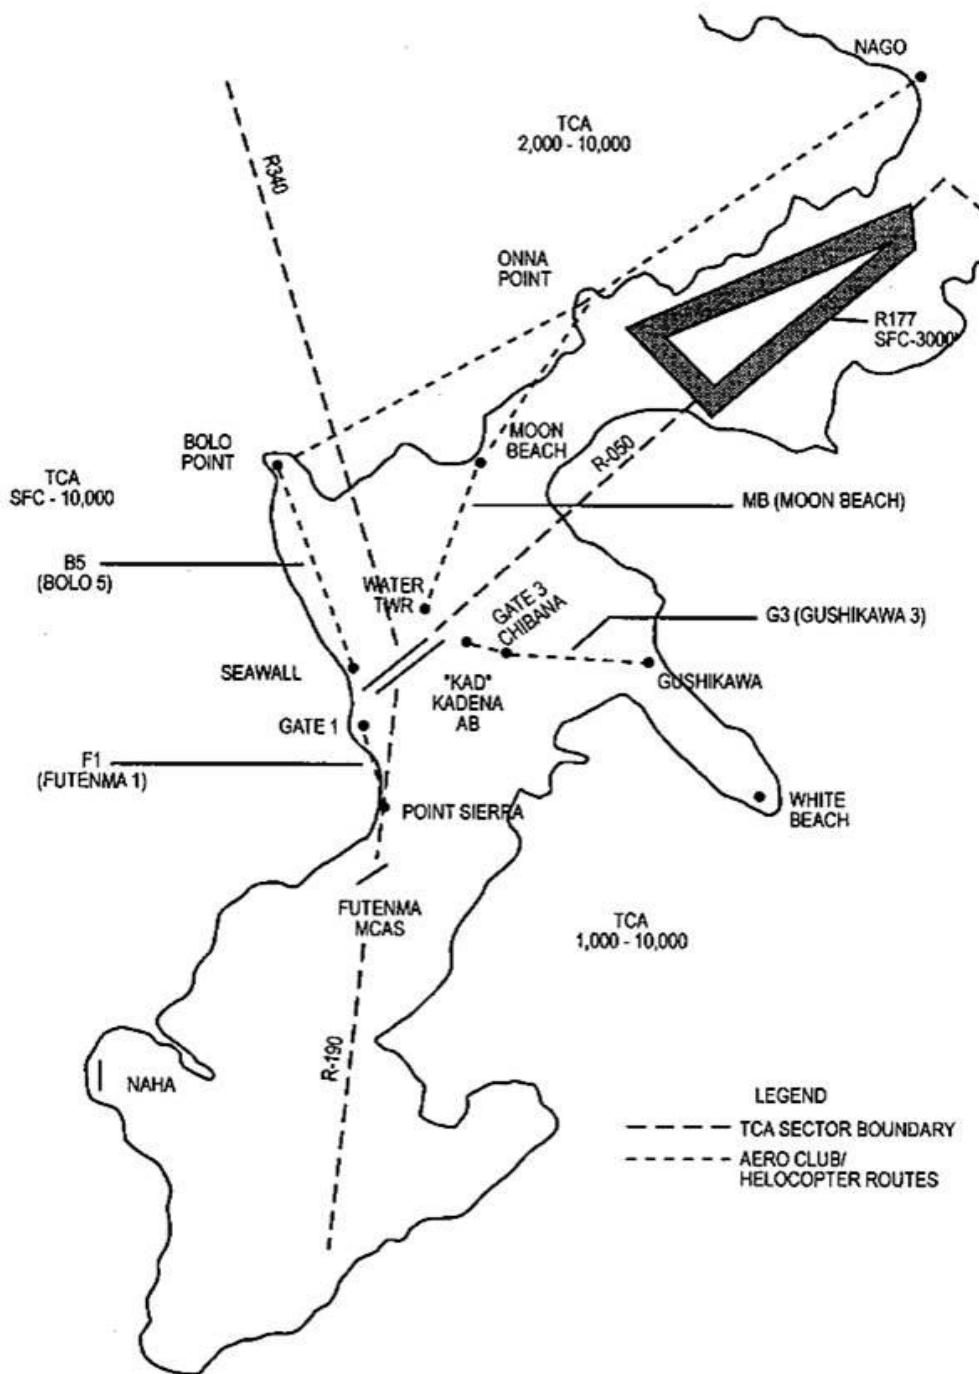 NAGO
TCA
2,000 - 10,000
R340
ONNA
POINT
R177
SFC-3000'
BOLO
POINT
MOON
BEACH
R-050
TCA
SFC - 10,000
MB (MOON BEACH)
B5
(BOLO 5)
WATER
TWR
GATE 3
CHIBANA
G3 (GUSHIKAWA 3)
SEAWALL
"KAD"
KADENA
AB
GUSHIKAWA
GATE 1
F1
(FUTENMA 1)
POINT SIERRA
WHITE
BEACH
FUTENMA
MCAS
TCA
1,000 - 10,000
R-190
NAHA
LEGEND
TCA SECTOR BOUNDARY
AERO CLUB/
HELOCOPTER ROUTES